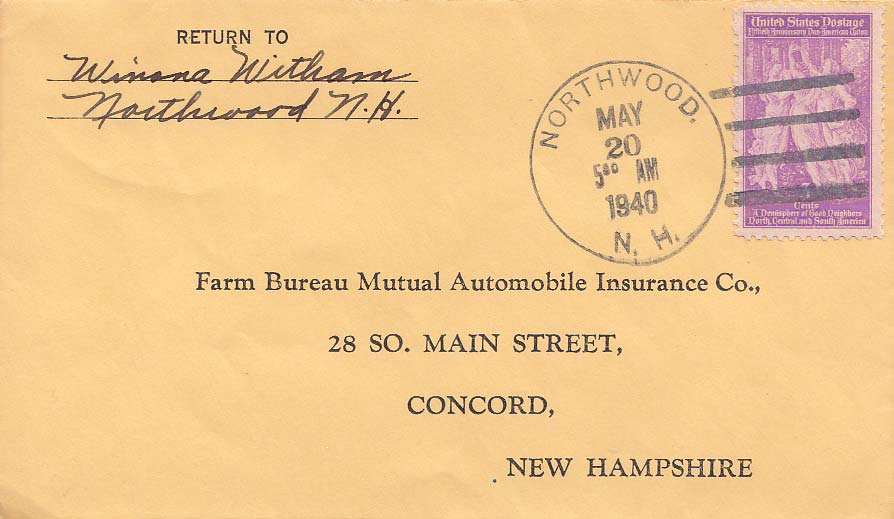 RETURN TO
Winona Witham
Northwood N.H.
NORTHWOOD.
MAY
20
5⁰⁰ AM
1940
N. H.
United States Postage
Fiftieth Anniversary Pan-American Union
Cents
A Hemisphere of Good Neighbors
North, Central and South America
Farm Bureau Mutual Automobile Insurance Co.,
28 SO. MAIN STREET,
CONCORD,
NEW HAMPSHIRE